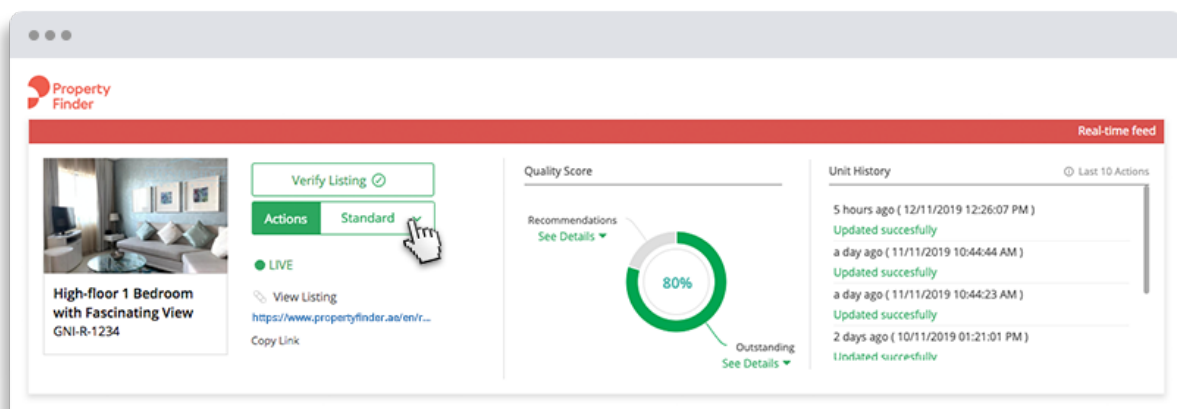 Property
Finder
Real-time feed
High-floor 1 Bedroom
with Fascinating View
GNI-R-1234
Verify Listing
Actions Standard
LIVE
View Listing
https://www.propertyfinder.ae/en/r...
Copy Link
Quality Score
Recommendations
See Details
80%
Outstanding
See Details
Unit History
Last 10 Actions
5 hours ago ( 12/11/2019 12:26:07 PM )
Updated succesfully
a day ago ( 11/11/2019 10:44:44 AM )
Updated succesfully
a day ago ( 11/11/2019 10:44:23 AM )
Updated succesfully
2 days ago ( 10/11/2019 01:21:01 PM )
Updated succesfully